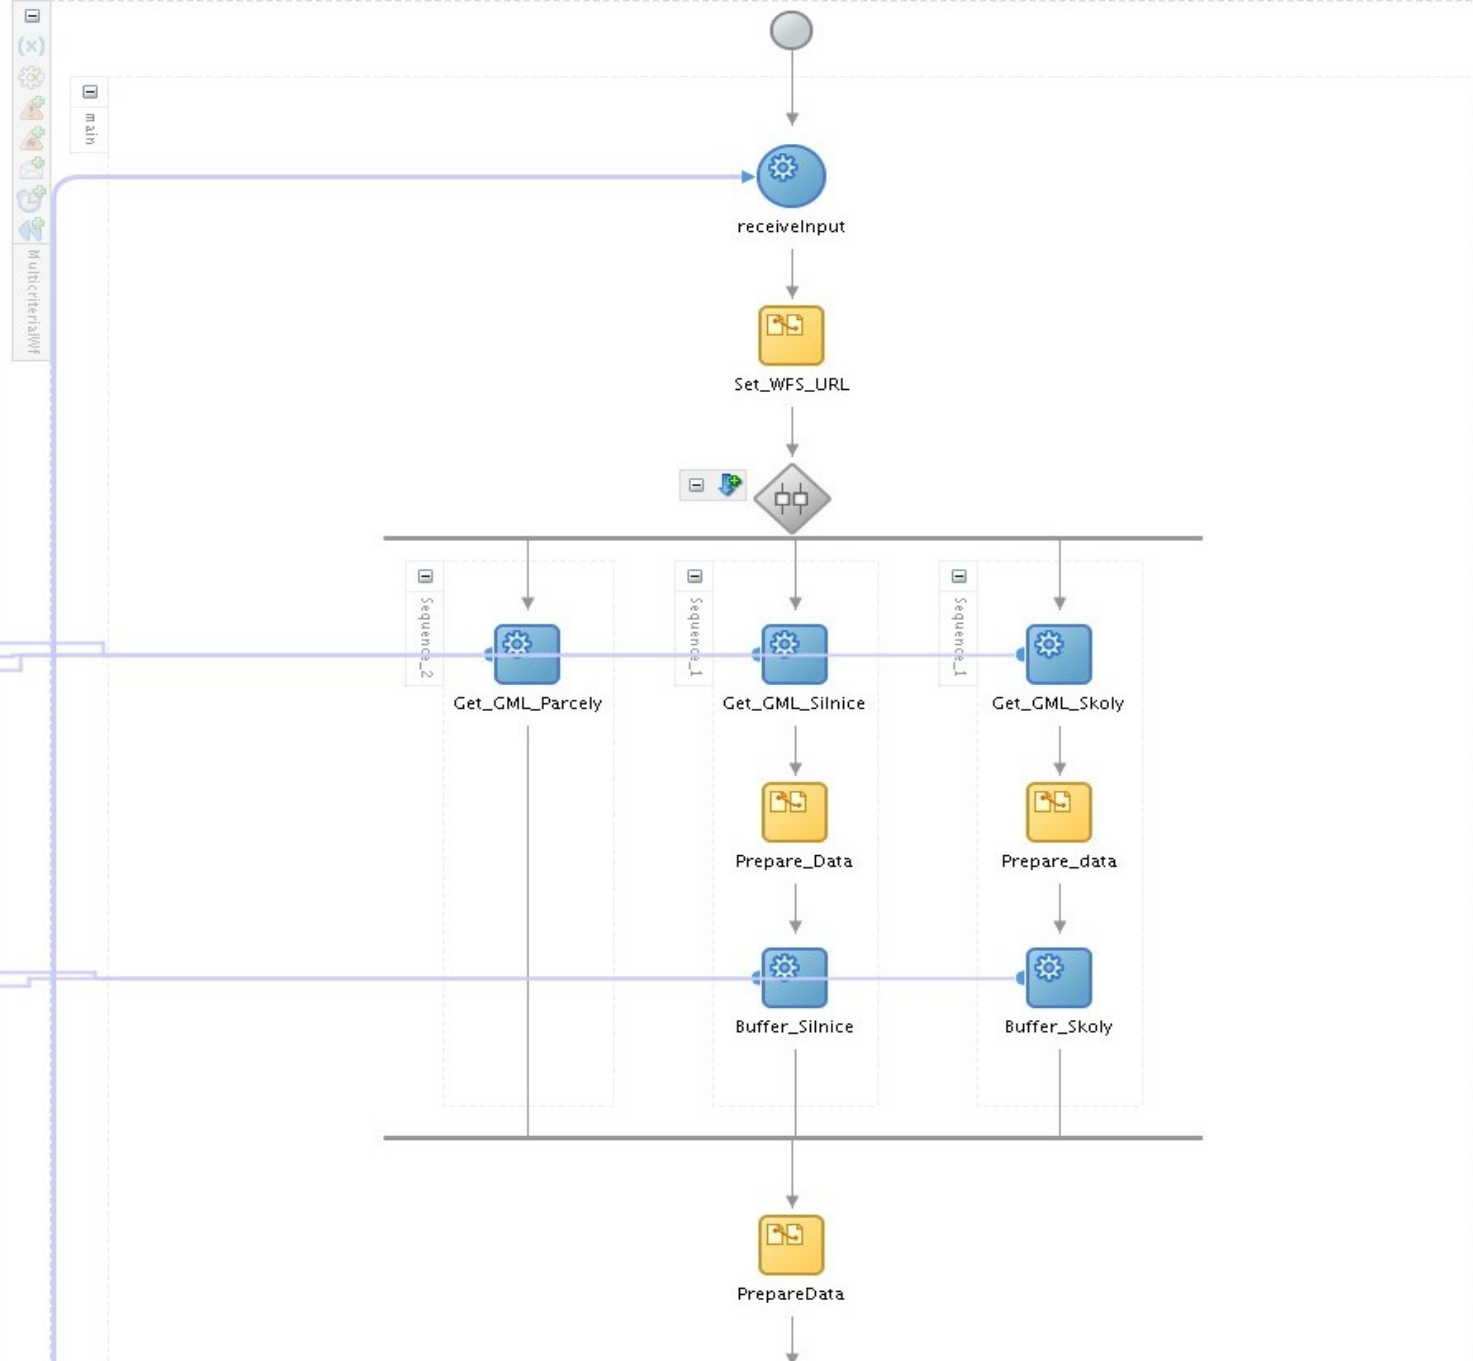 (x)
main
MulticriterialWf
receiveInput
Set_WFS_URL
Sequence_2
Sequence_1
Sequence_1
Get_GML_Parcely
Get_GML_Silnice
Get_GML_Skoly
Prepare_Data
Prepare_data
Buffer_Silnice
Buffer_Skoly
PrepareData